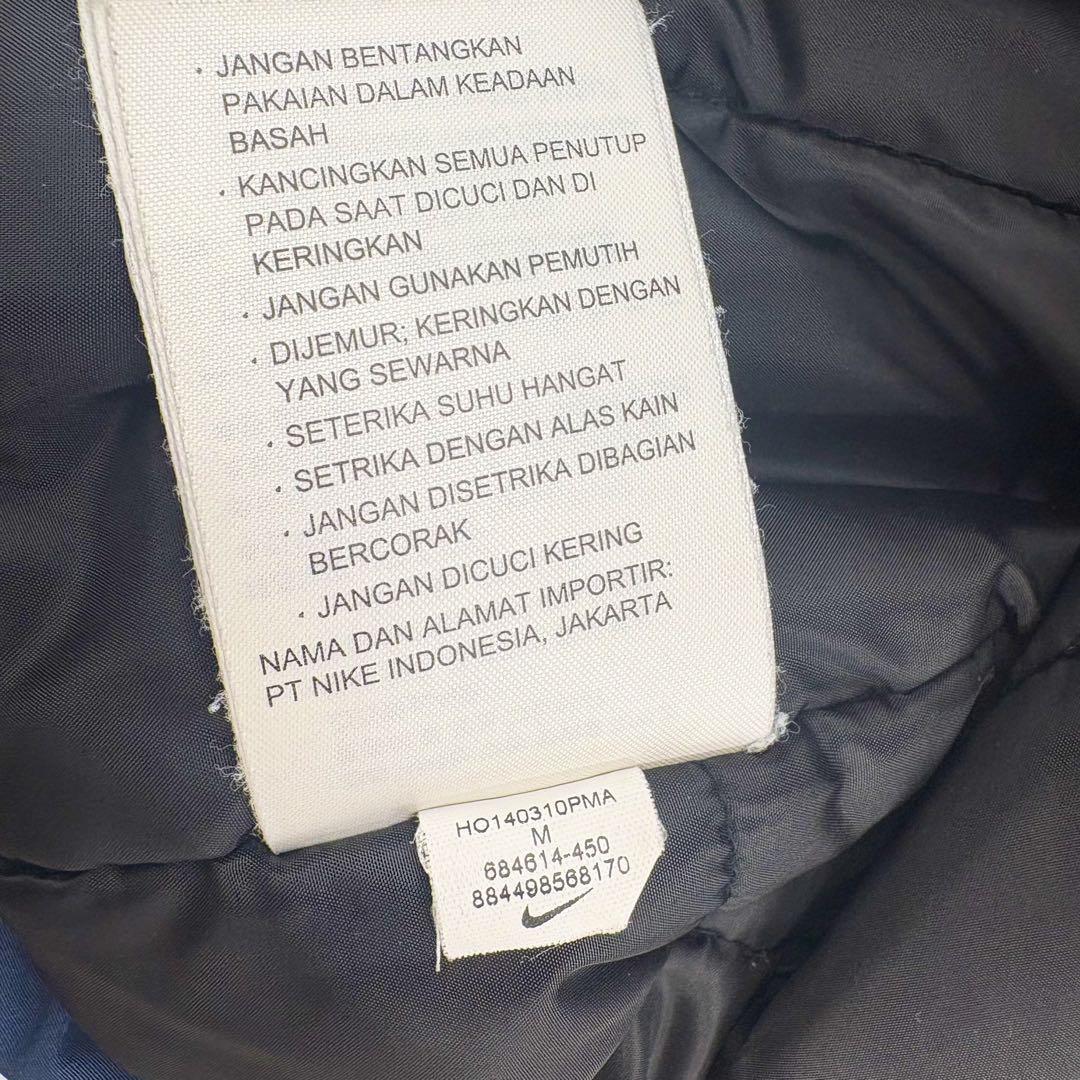 · JANGAN BENTANGKAN
PAKAIAN DALAM KEADAAN
BASAH
· KANCINGKAN SEMUA PENUTUP
PADA SAAT DICUCI DAN DI
KERINGKAN
· JANGAN GUNAKAN PEMUTIH
· DIJEMUR; KERINGKAN DENGAN
YANG SEWARNA
· SETERIKA SUHU HANGAT
· SETRIKA DENGAN ALAS KAIN
· JANGAN DISETRIKA DIBAGIAN
BERCORAK
· JANGAN DICUCI KERING
NAMA DAN ALAMAT IMPORTIR:
PT NIKE INDONESIA, JAKARTA
HO140310PMA
M
684614-450
884498568170